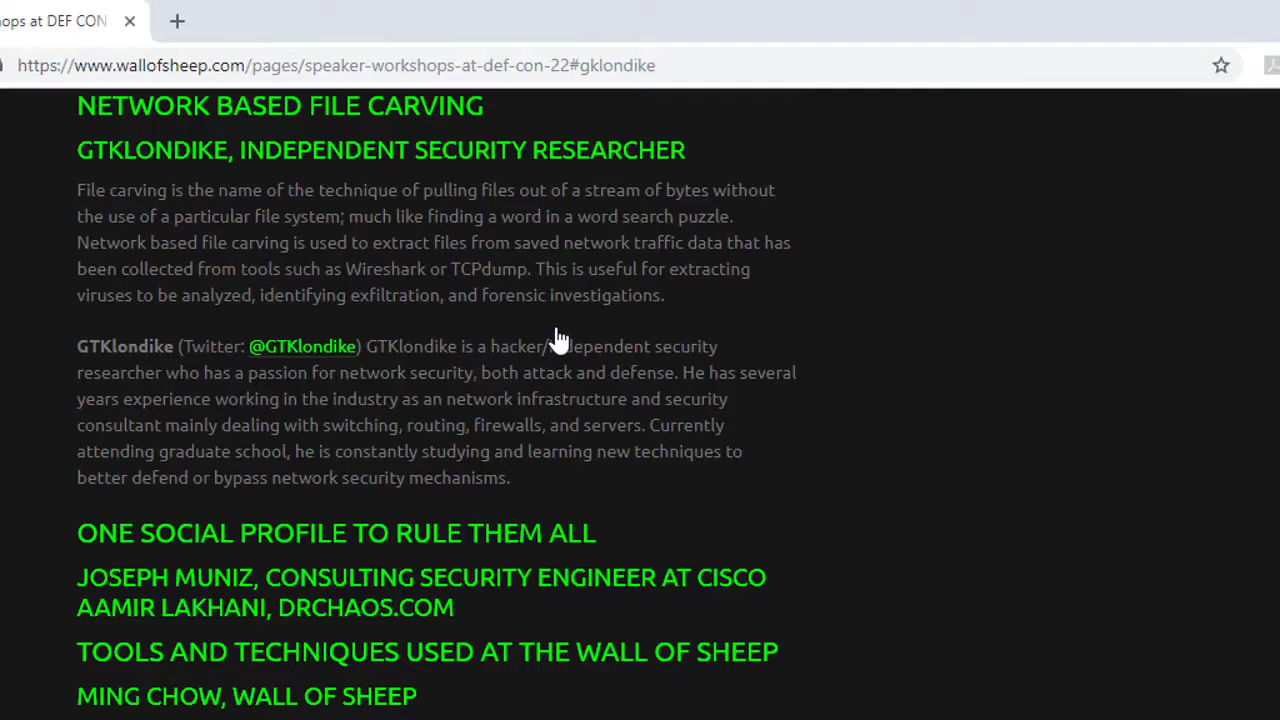 ops at DEF CON
https://www.wallofsheep.com/pages/speaker-workshops-at-def-con-22#gklondike
NETWORK BASED FILE CARVING
GTKLONDIKE, INDEPENDENT SECURITY RESEARCHER
File carving is the name of the technique of pulling files out of a stream of bytes without
the use of a particular file system; much like finding a word in a word search puzzle.
Network based file carving is used to extract files from saved network traffic data that has
been collected from tools such as Wireshark or TCPdump. This is useful for extracting
viruses to be analyzed, identifying exfiltration, and forensic investigations.
GTKlondike (Twitter: @GTKlondike) GTKlondike is a hacker/independent security
researcher who has a passion for network security, both attack and defense. He has several
years experience working in the industry as an network infrastructure and security
consultant mainly dealing with switching, routing, firewalls, and servers. Currently
attending graduate school, he is constantly studying and learning new techniques to
better defend or bypass network security mechanisms.
ONE SOCIAL PROFILE TO RULE THEM ALL
JOSEPH MUNIZ, CONSULTING SECURITY ENGINEER AT CISCO
AAMIR LAKHANI, DRCHAOS.COM
TOOLS AND TECHNIQUES USED AT THE WALL OF SHEEP
MING CHOW, WALL OF SHEEP